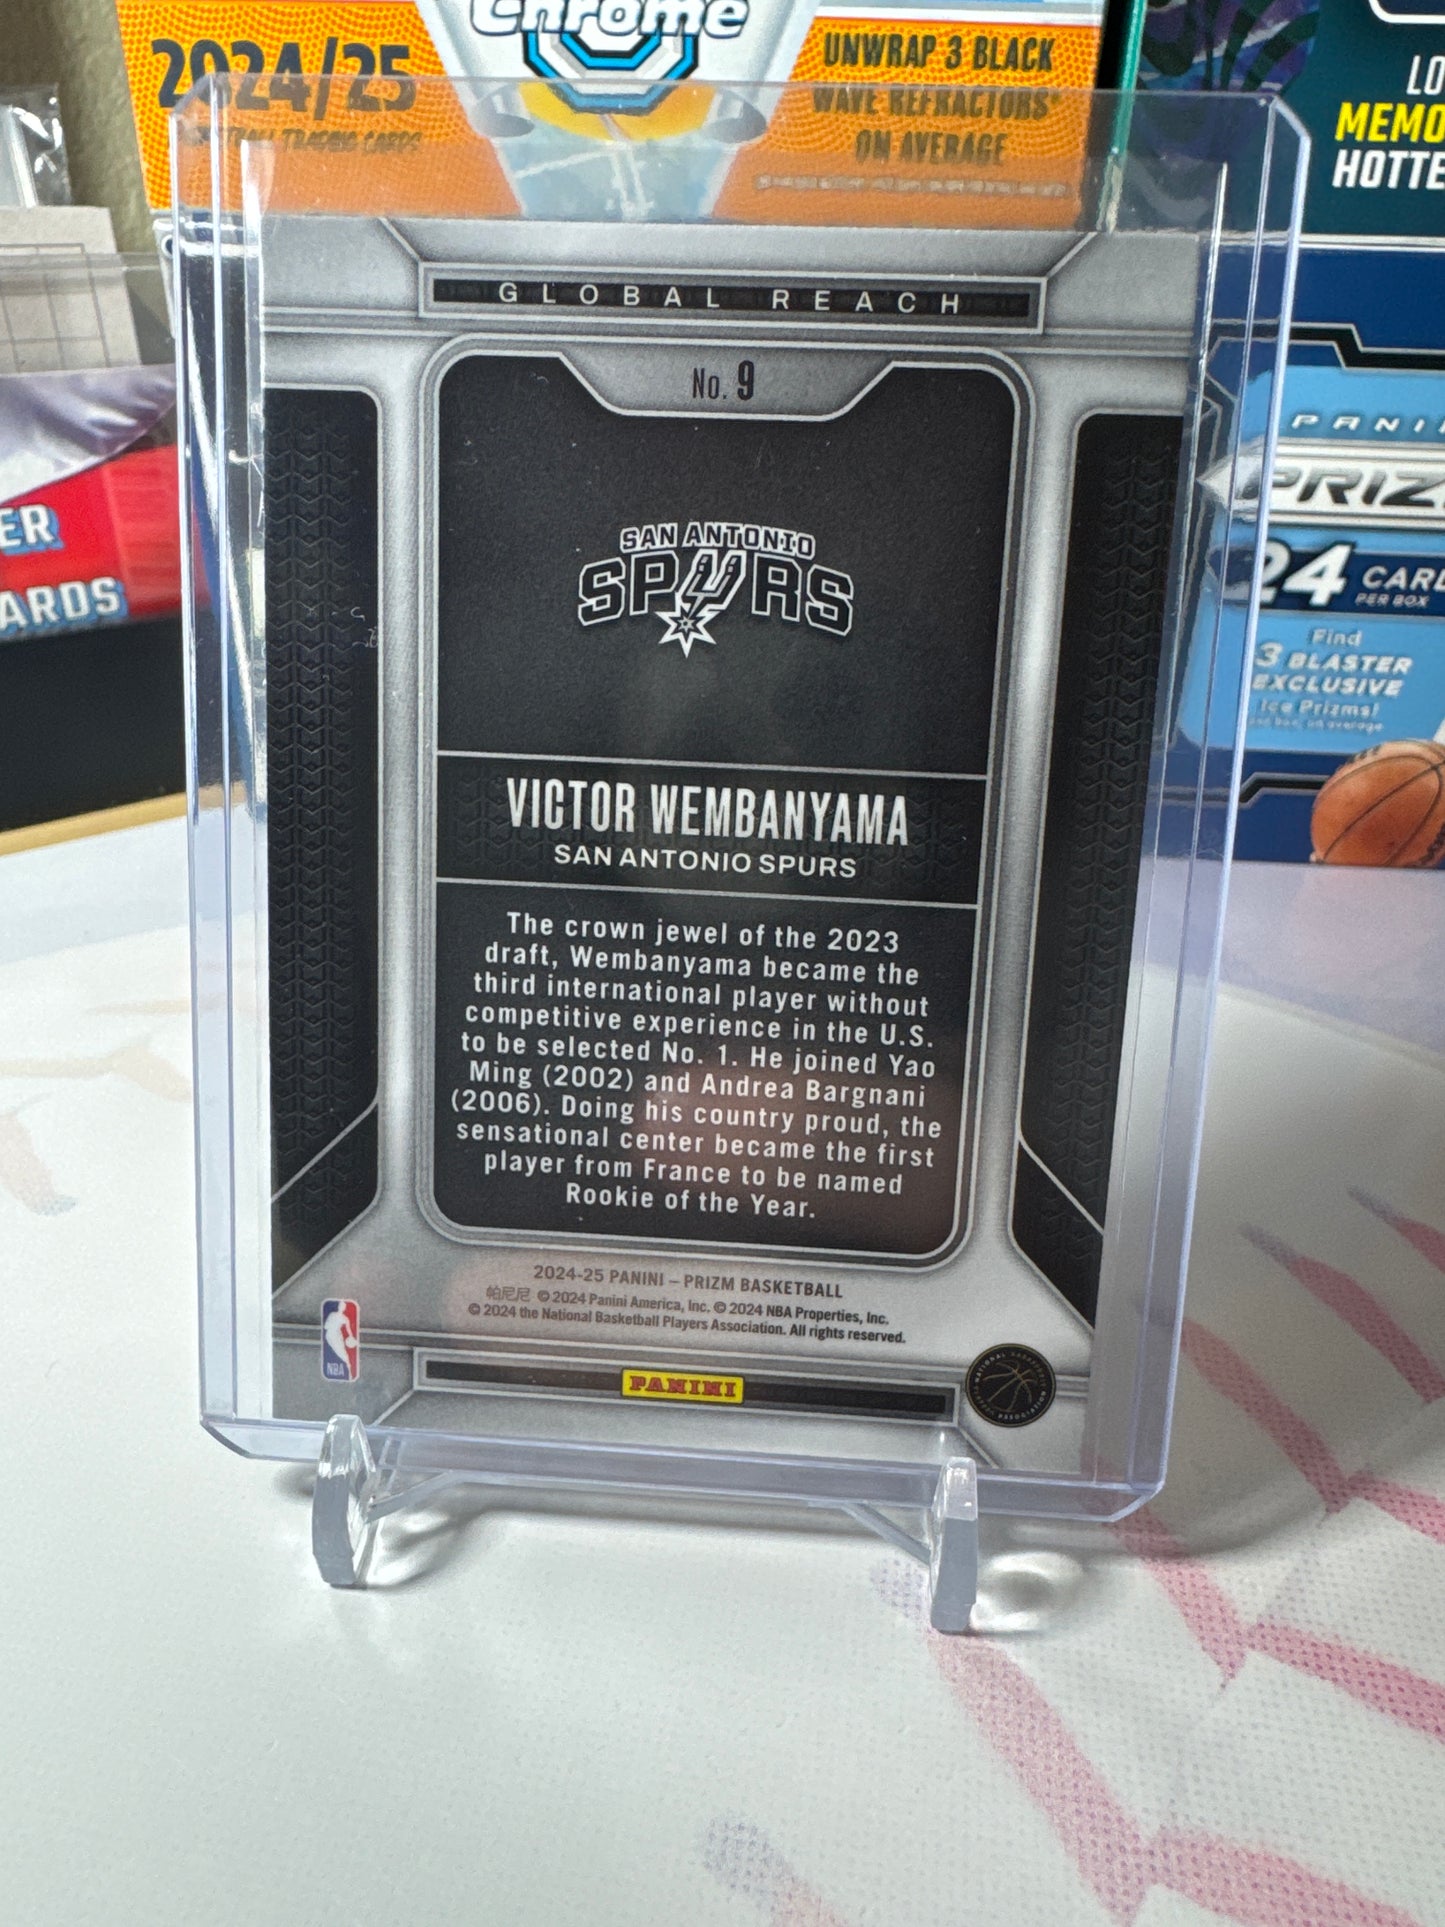 Chrome
2024/25
UNWRAP 3 BLACK
WAVE REFRACTORS
ON AVERAGE
MEMO
HOTTE
GLOBAL REACH
No. 9
SAN ANTONIO
SPURS
VICTOR WEMBANYAMA
SAN ANTONIO SPURS
The crown jewel of the 2023
draft, Wembanyama became the
third international player without
competitive experience in the U.S.
to be selected No. 1. He joined Yao
Ming (2002) and Andrea Bargnani
(2006). Doing his country proud, the
sensational center became the first
player from France to be named
Rookie of the Year.
2024-25 PANINI – PRIZM BASKETBALL
帕尼尼 © 2024 Panini America, Inc. © 2024 NBA Properties, Inc.
© 2024 the National Basketball Players Association. All rights reserved.
NBA
PANINI
NATIONAL BASKETBALL
PLAYERS ASSOCIATION
PANI
PRIZ
24 CARD
PER BOX
Find
3 BLASTER
EXCLUSIVE
Ice Prizms!
ER
ARDS